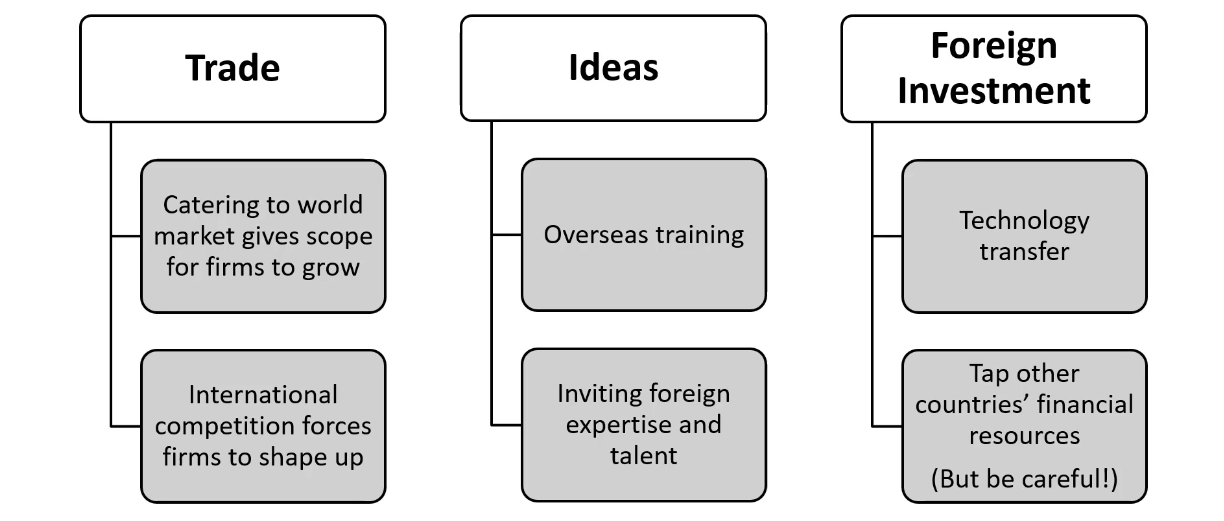 Trade
Catering to world
market gives scope
for firms to grow
International
competition forces
firms to shape up
Ideas
Overseas training
Inviting foreign
expertise and
talent
Foreign
Investment
Technology
transfer
Tap other
countries’ financial
resources
(But be careful!)